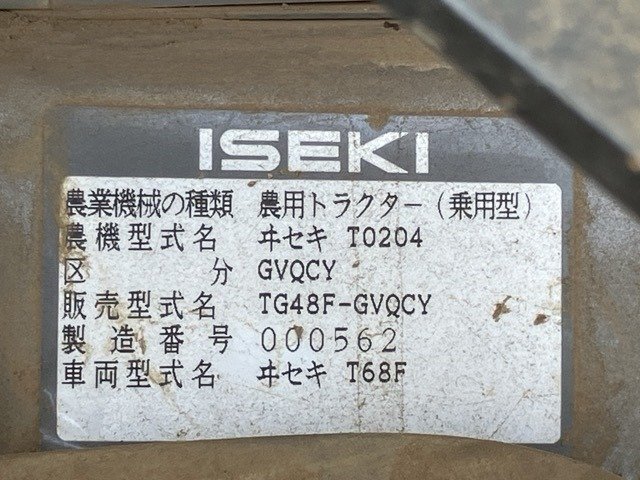 ISEKI
農業機械の種類 農用トラクター(乗用型)
農機型式名 ヰセキ T0204
区分 GVQCY
販売型式名 TG48F-GVQCY
製造番号 000562
車両型式名 ヰセキ T68F